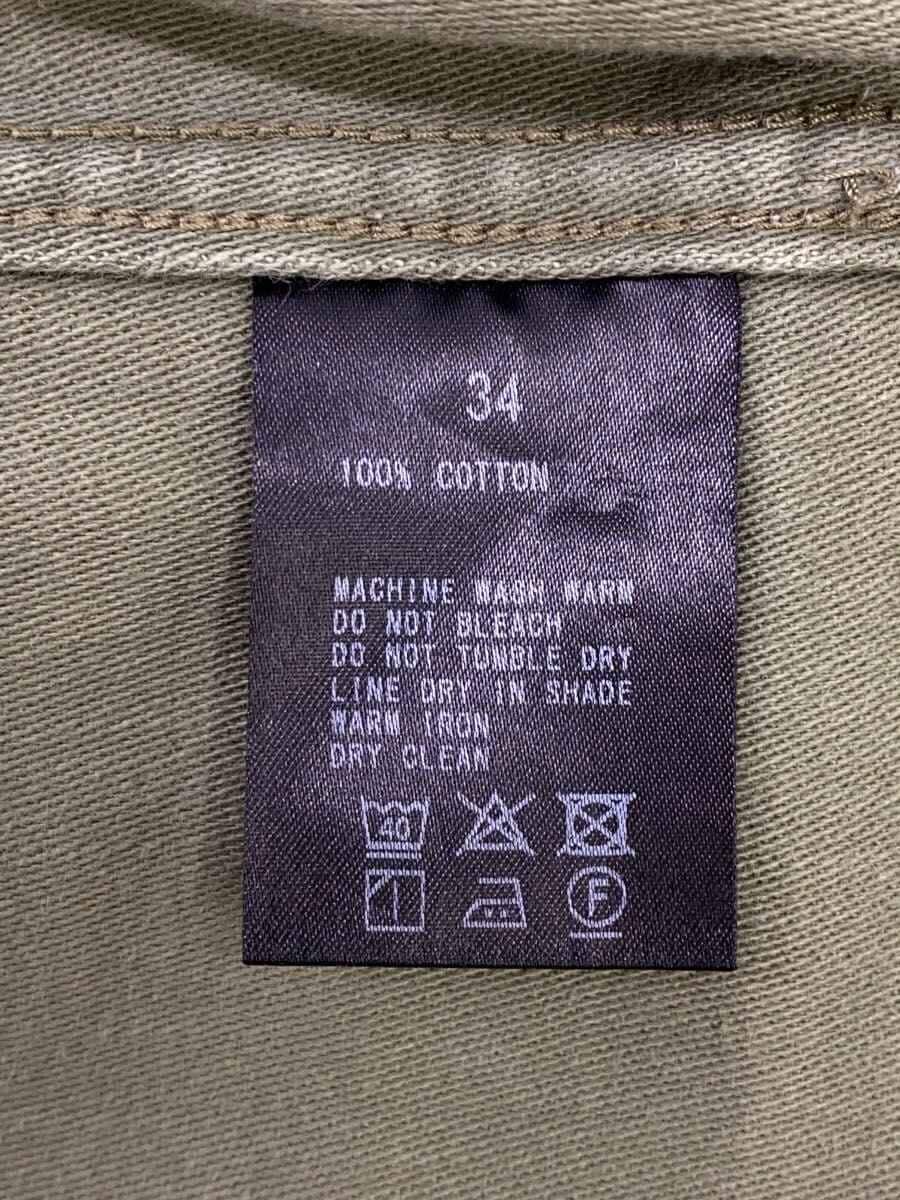 34
100% COTTON
MACHINE WASH WARM
DO NOT BLEACH
DO NOT TUMBLE DRY
LINE DRY IN SHADE
WARM IRON
DRY CLEAN
40
F